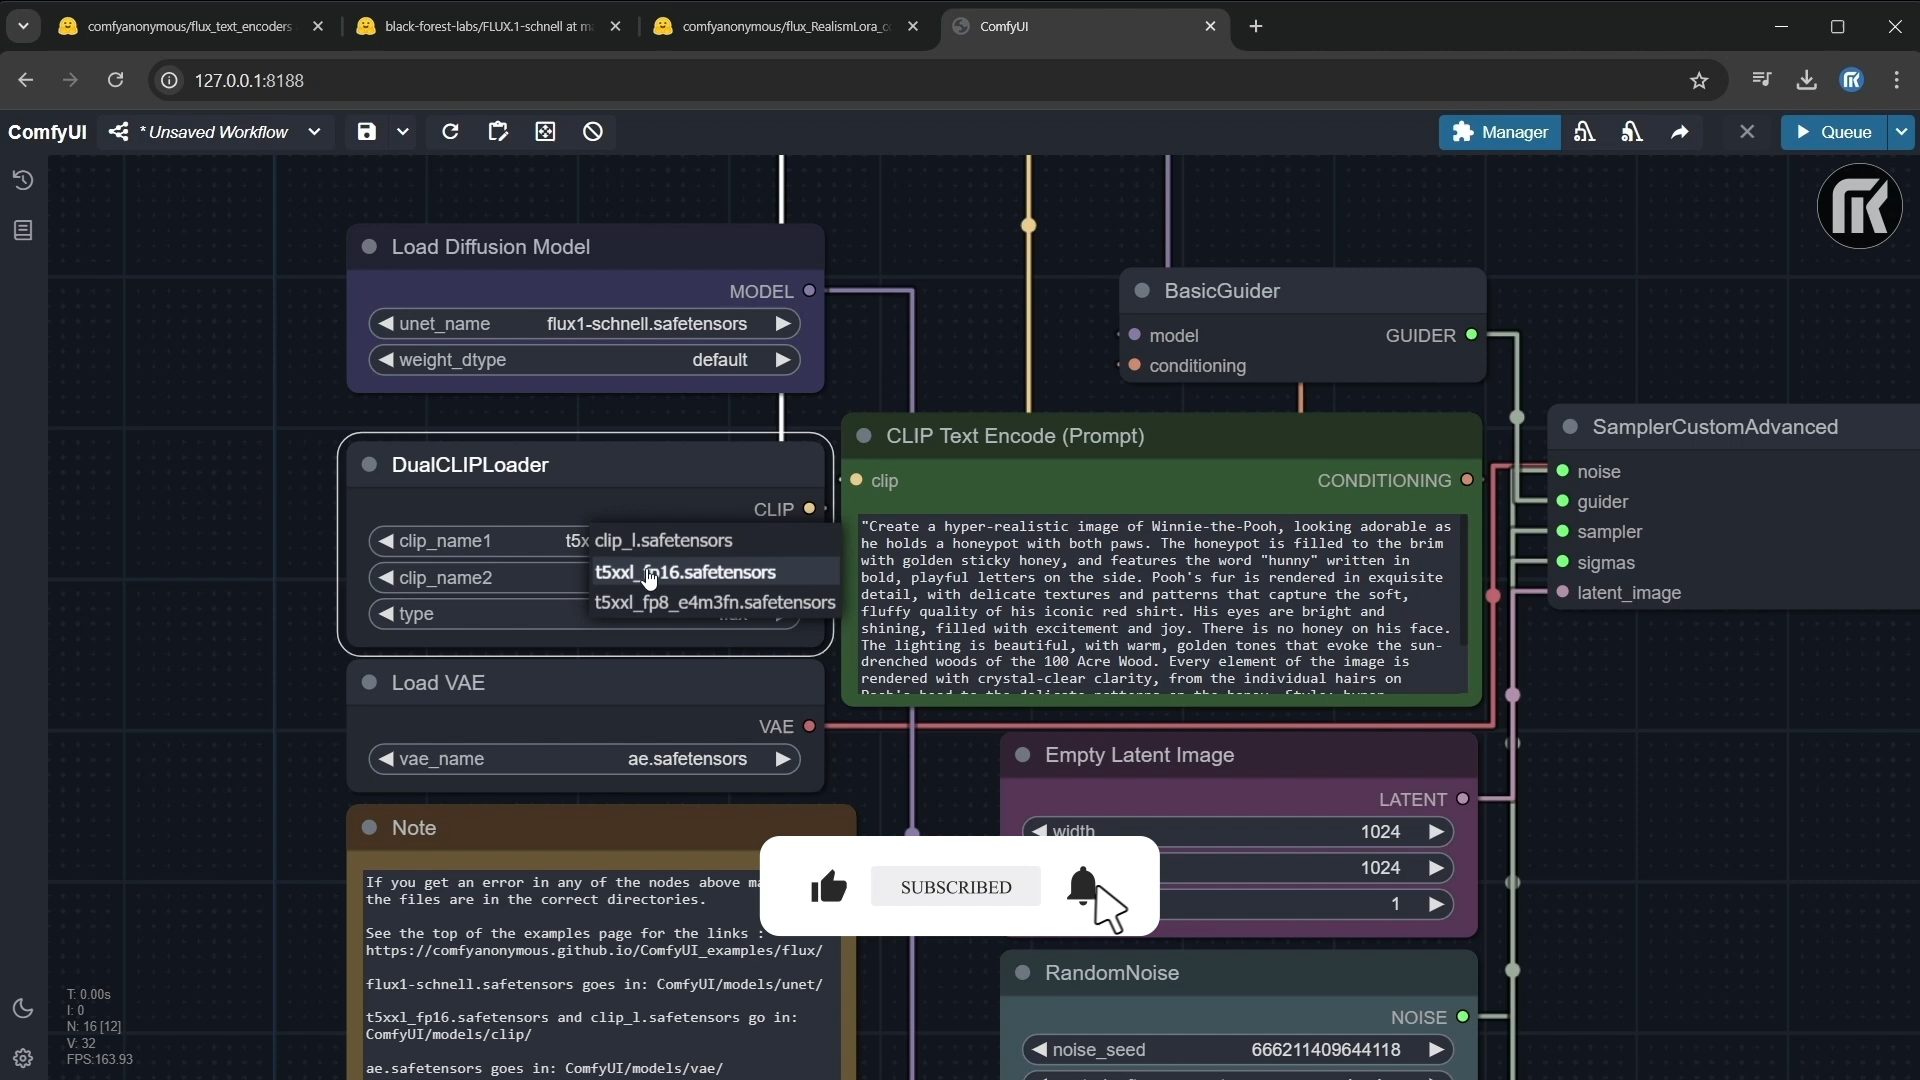 comfyanonymous/flux_text_encoders
black-forest-labs/FLUX.1-schnell at m
comfyanonymous/flux_RealismLora_c
ComfyUI
127.0.0.1:8188
ComfyUI
* Unsaved Workflow
Manager
Queue
Load Diffusion Model
MODEL
unet_name flux1-schnell.safetensors
weight_dtype default
BasicGuider
model GUIDER
conditioning
SamplerCustomAdvanced
noise
guider
sampler
sigmas
latent_image
DualCLIPLoader
CLIP
clip_name1 t5x
clip_name2
type
clip_l.safetensors
t5xxl_fp16.safetensors
t5xxl_fp8_e4m3fn.safetensors
CLIP Text Encode (Prompt)
clip CONDITIONING
"Create a hyper-realistic image of Winnie-the-Pooh, looking adorable as
he holds a honeypot with both paws. The honeypot is filled to the brim
with golden sticky honey, and features the word "hunny" written in
bold, playful letters on the side. Pooh's fur is rendered in exquisite
detail, with delicate textures and patterns that capture the soft,
fluffy quality of his iconic red shirt. His eyes are bright and
shining, filled with excitement and joy. There is no honey on his face.
The lighting is beautiful, with warm, golden tones that evoke the sun-
drenched woods of the 100 Acre Wood. Every element of the image is
rendered with crystal-clear clarity, from the individual hairs on
Load VAE
VAE
vae_name ae.safetensors
Empty Latent Image
LATENT
width 1024
1024
1
Note
If you get an error in any of the nodes above ma
the files are in the correct directories.
See the top of the examples page for the links :
https://comfyanonymous.github.io/ComfyUI_examples/flux/
flux1-schnell.safetensors goes in: ComfyUI/models/unet/
t5xxl_fp16.safetensors and clip_l.safetensors go in:
ComfyUI/models/clip/
ae.safetensors goes in: ComfyUI/models/vae/
SUBSCRIBED
RandomNoise
NOISE
noise_seed 666211409644118
T: 0.00s
I: 0
N: 16 [12]
V: 32
FPS:163.93